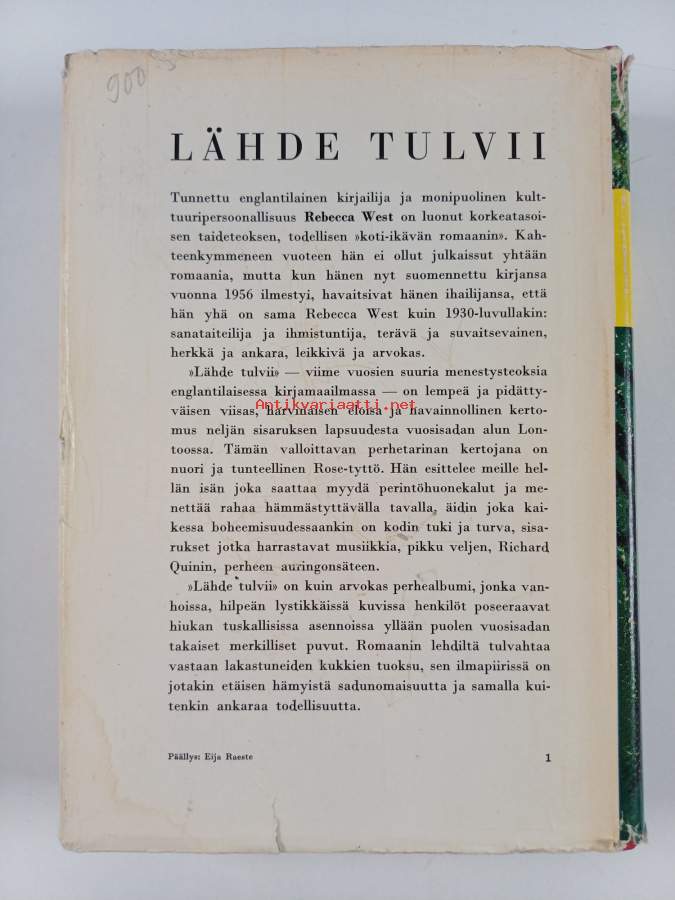 900
LÄHDE TULVII
Tunnettu englantilainen kirjailija ja monipuolinen kult-
tuuripersoonallisuus Rebecca West on luonut korkeatasoi-
sen taideteoksen, todellisen »koti-ikävän romaanin». Kah-
teenkymmeneen vuoteen hän ei ollut julkaissut yhtään
romaania, mutta kun hänen nyt suomennettu kirjansa
vuonna 1956 ilmestyi, havaitsivat hänen ihailijansa, että
hän yhä on sama Rebecca West kuin 1930-luvullakin:
sanataiteilija ja ihmistuntija, terävä ja suvaitsevainen,
herkkä ja ankara, leikkivä ja arvokas.
»Lähde tulvii» — viime vuosien suuria menestysteoksia
englantilaisessa kirjamaailmassa — on lempeä ja pidätty-
väisen viisas, harvinaisen eloisa ja havainnollinen kerto-
Antikvariaatti.net
mus neljän sisaruksen lapsuudesta vuosisadan alun Lon-
toossa. Tämän valloittavan perhetarinan kertojana on
nuori ja tunteellinen Rose-tyttö. Hän esittelee meille hel-
län isän joka saattaa myydä perintöhuonekalut ja me-
nettää rahaa hämmästyttävällä tavalla, äidin joka kai-
kessa boheemisuudessaankin on kodin tuki ja turva, sisa-
rukset jotka harrastavat musiikkia, pikku veljen, Richard
Quinin, perheen auringonsäteen.
»Lähde tulvii» on kuin arvokas perhealbumi, jonka van-
hoissa, hilpeän lystikkäissä kuvissa henkilöt poseeraavat
hiukan tuskallisissa asennoissa yllään puolen vuosisadan
takaiset merkilliset puvut. Romaanin lehdiltä tulvahtaa
vastaan lakastuneiden kukkien tuoksu, sen ilmapiirissä on
jotakin etäisen hämyistä sadunomaisuutta ja samalla kui-
tenkin ankaraa todellisuutta.
Päällys: Eija Raeste 1